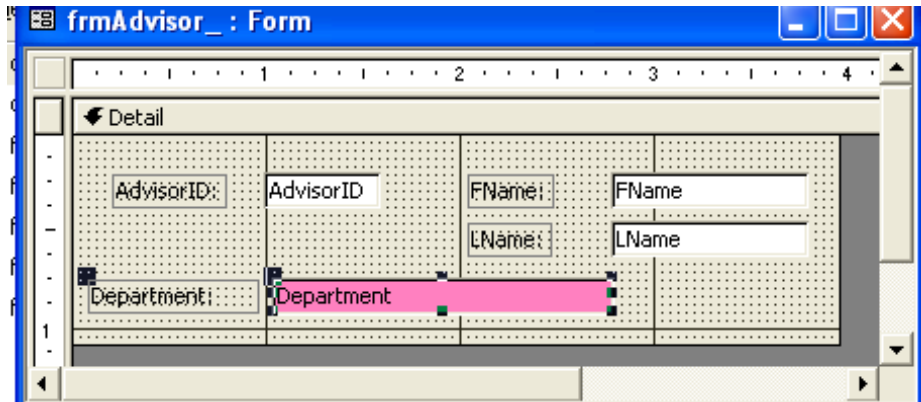 frmAdvisor_ : Form
1 2 3 4
Detail
AdvisorID: AdvisorID FName: FName
LName: LName
Department: Department
1